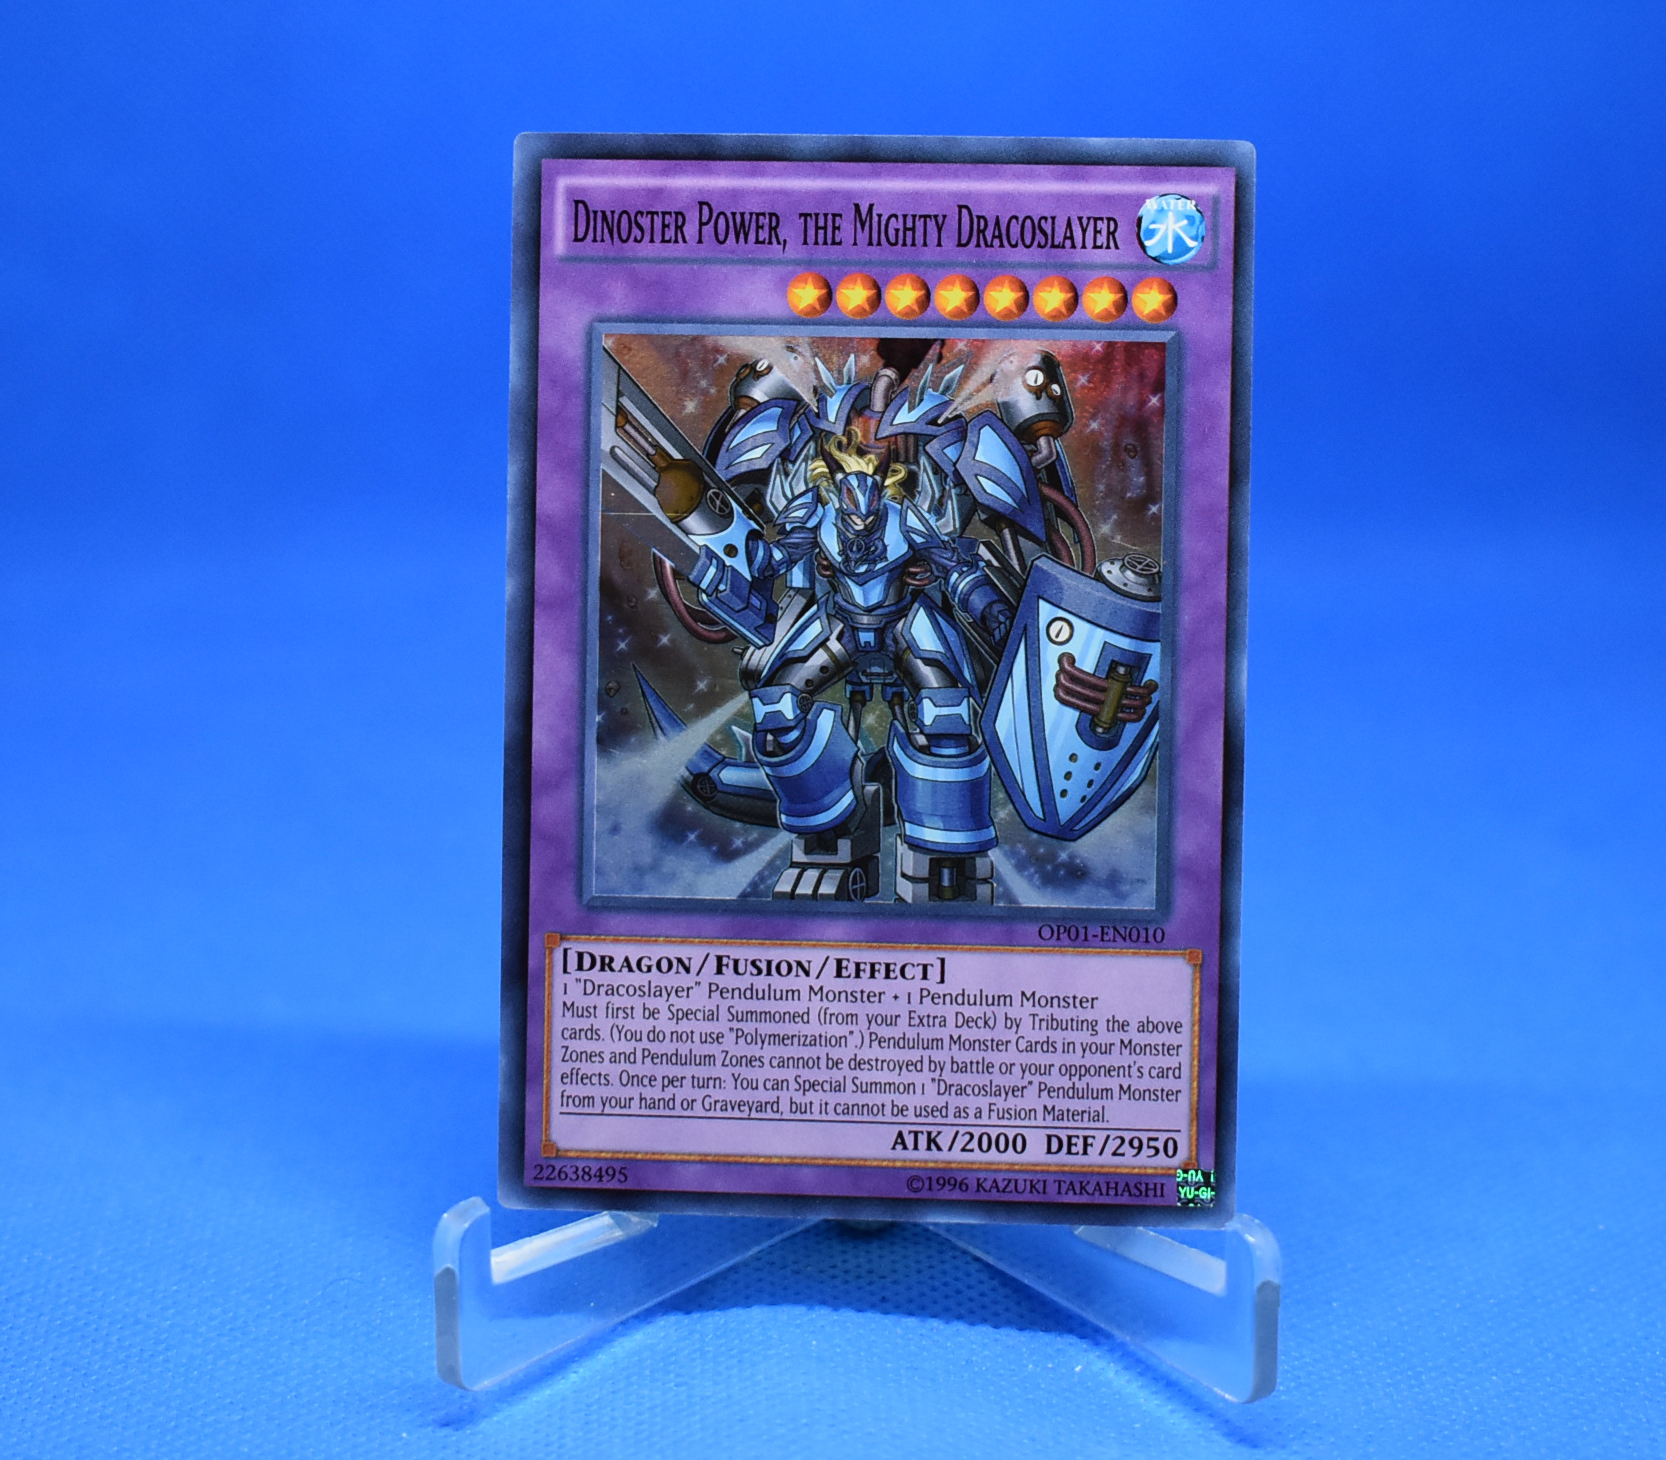 DINOSTER POWER, THE MIGHTY DRACOSLAYER
WATER
水
OP01-EN010
[DRAGON/FUSION/EFFECT]
1 "Dracoslayer" Pendulum Monster + 1 Pendulum Monster
Must first be Special Summoned (from your Extra Deck) by Tributing the above
cards. (You do not use "Polymerization".) Pendulum Monster Cards in your Monster
Zones and Pendulum Zones cannot be destroyed by battle or your opponent's card
effects. Once per turn: You can Special Summon 1 "Dracoslayer" Pendulum Monster
from your hand or Graveyard, but it cannot be used as a Fusion Material.
ATK/2000 DEF/2950
22638495
©1996 KAZUKI TAKAHASHI
YU-GI-